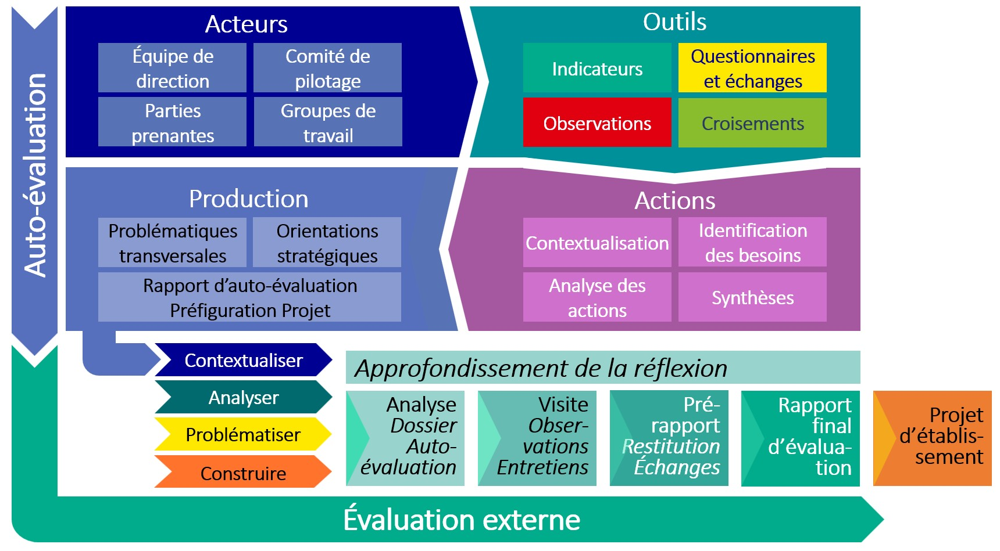 Auto-évaluation
Acteurs
Équipe de
direction
Comité de
pilotage
Parties
prenantes
Groupes de
travail
Outils
Indicateurs
Questionnaires
et échanges
Observations
Croisements
Production
Problématiques
transversales
Orientations
stratégiques
Rapport d’auto-évaluation
Préfiguration Projet
Actions
Contextualisation
Identification
des besoins
Analyse des
actions
Synthèses
Contextualiser
Analyser
Problématiser
Construire
Approfondissement de la réflexion
Analyse
Dossier
Auto-
évaluation
Visite
Obser-
vations
Entretiens
Pré-
rapport
Restitution
Échanges
Rapport
final
d’évalua-
tion
Projet
d’établis-
sement
Évaluation externe